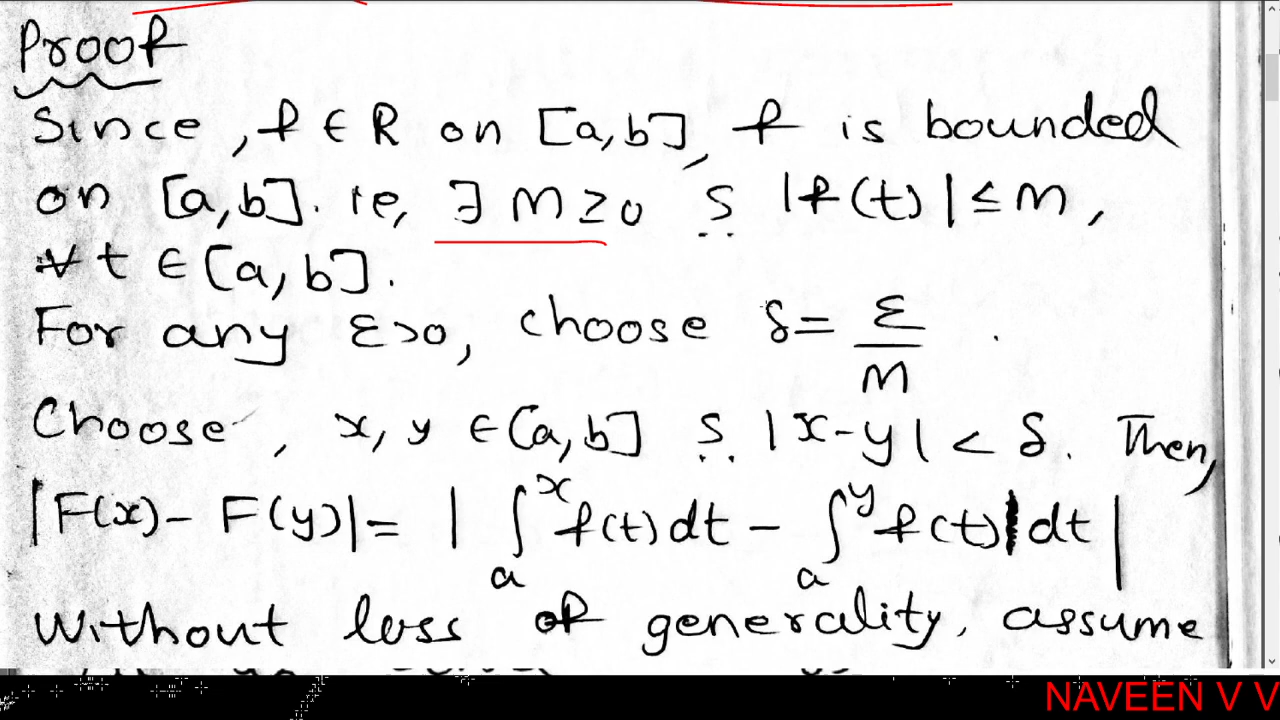 Proof
Since, f ∈ R on [a,b], f is bounded
on [a,b]. ie, ∃ M ≥ 0 s.. |f(t)| ≤ M,
∀ t ∈ [a,b].
For any ε>0, choose δ = ε/M .
Choose, x, y ∈ [a,b] s.. |x-y| < δ. Then,
|F(x) - F(y)| = | ∫ₐˣ f(t) dt - ∫ₐʸ f(t) dt |
Without loss of generality, assume
NAVEEN V V